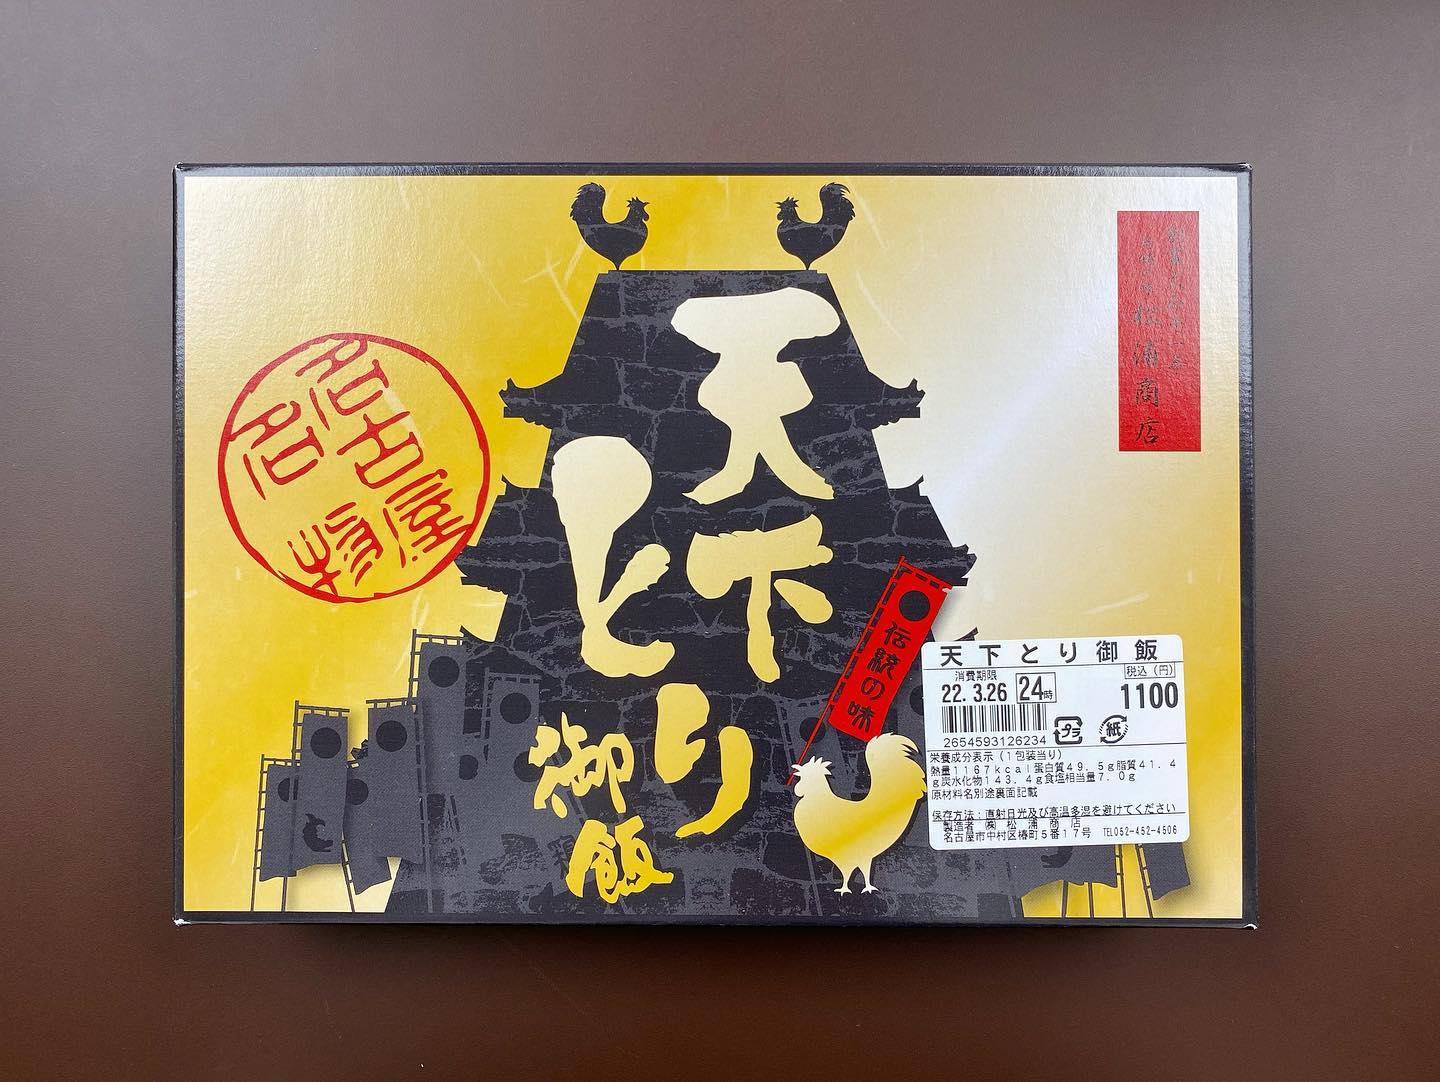 天下
とり
御飯
名古屋
名物
松浦商店
伝統の味
天下とり御飯
消費期限
税込(円)
22. 3.26 24時
1100
2654593126234
プラ
紙
栄養成分表示(1包装当り)
熱量1167kcal蛋白質49.5g脂質41.4
g炭水化物143.4g食塩相当量7.0g
原材料名別途裏面記載
保存方法:直射日光及び高温多湿を避けてください
製造者 ㈱ 松 浦 商 店
名古屋市中村区椿町5番17号 TEL052-452-4506